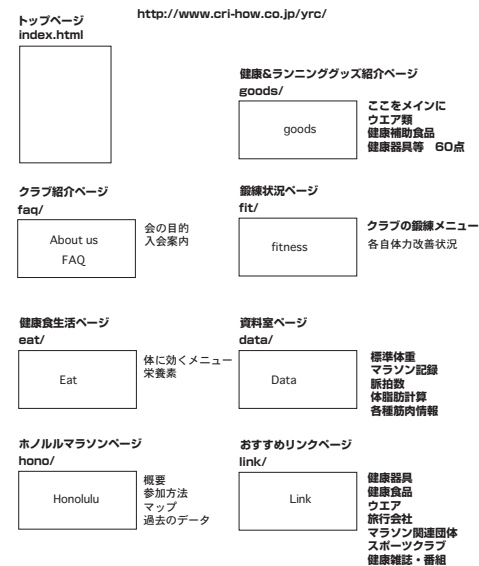 http://www.cri-how.co.jp/yrc/
トップページ
index.html
健康&ランニンググッズ紹介ページ
goods/
goods
ここをメインに
ウエア類
健康補助食品
健康器具等　60点
クラブ紹介ページ
faq/
About us
FAQ
会の目的
入会案内
鍛練状況ページ
fit/
fitness
クラブの鍛練メニュー
各自体力改善状況
健康食生活ページ
eat/
Eat
体に効くメニュー
栄養素
資料室ページ
data/
Data
標準体重
マラソン記録
脈拍数
体脂肪計算
各種筋肉情報
ホノルルマラソンページ
hono/
Honolulu
概要
参加方法
マップ
過去のデータ
おすすめリンクページ
link/
Link
健康器具
健康食品
ウエア
旅行会社
マラソン関連団体
スポーツクラブ
健康雑誌・番組